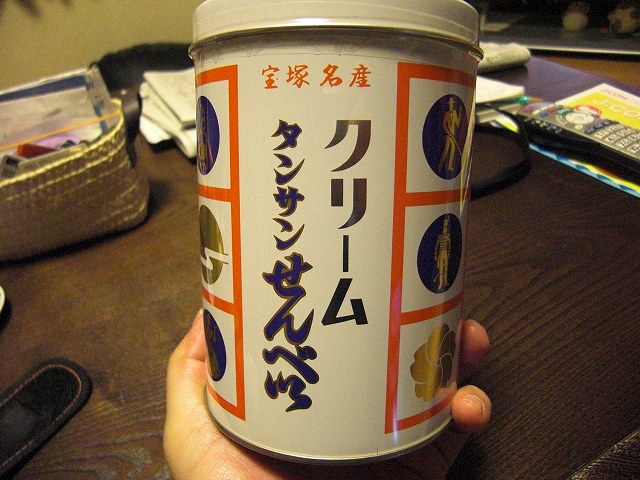 宝塚名産
クリーム
タンサンせんべい